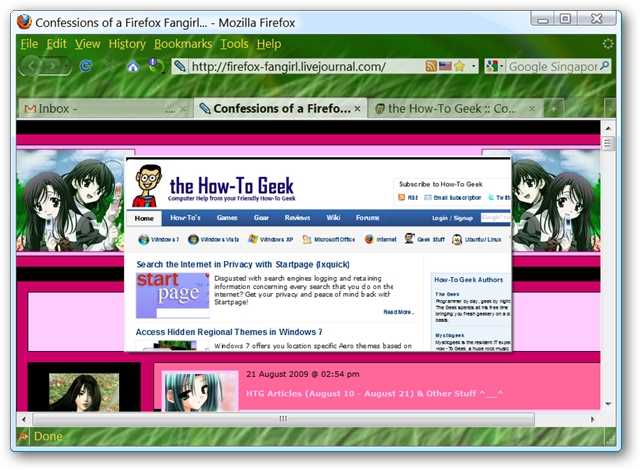 Confessions of a Firefox Fangirl... - Mozilla Firefox
File Edit View History Bookmarks Tools Help
http://firefox-fangirl.livejournal.com/
Google Singapor
Inbox - ....
Confessions of a Firefo...
the How-To Geek :: Co...
the How-To Geek
Computer Help from your Friendly How-To Geek
Subscribe to How-To Geek
RSS Email Subscription
Home How-To's Games Gear Reviews Wiki Forums Login / Signup
Windows 7 Windows Vista Windows XP Microsoft Office Internet Geek Stuff Ubuntu/ Linux
Search the Internet in Privacy with Startpage (Ixquick)
start
page
Disgusted with search engines logging and retaining
information concerning every search that you do on the
internet? Get your privacy and peace of mind back with
Startpage!
Read More...
How-To Geek Authors
The Geek
Programmer by day, geek by night
The Geek spends all his free time
bringing you fresh geekery on a
basis.
Mysticgeek
Mysticgeek is the resident IT
How-To Geek, a huge rock music
Access Hidden Regional Themes in Windows 7
Windows 7 offers you location specific Aero themes based on
21 August 2009 @ 02:54 pm
HTG Articles (August 10 - August 21) & Other Stuff ^__^
Done